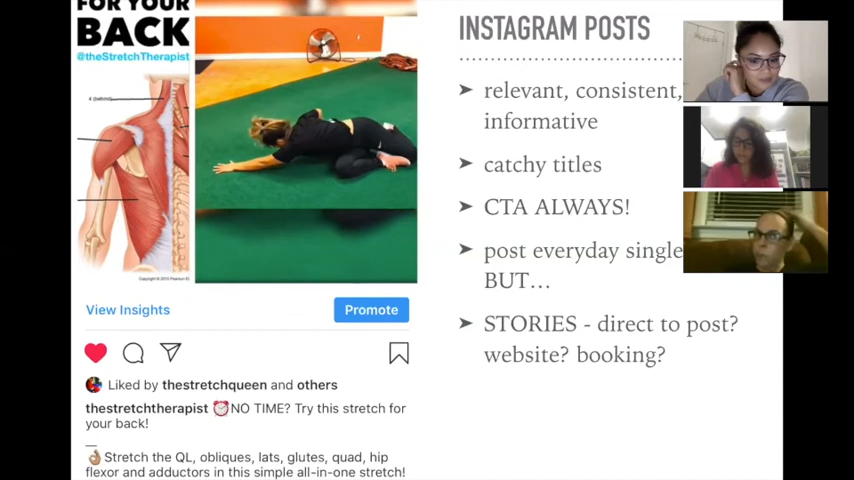 FOR YOUR
BACK
@theStretchTherapist
View Insights
Promote
Liked by thestretchqueen and others
thestretchtherapist ⏰NO TIME? Try this stretch for
your back!
—
👌🏽Stretch the QL, obliques, lats, glutes, quad, hip
flexor and adductors in this simple all-in-one stretch!
INSTAGRAM POSTS
➤ relevant, consistent,
informative
➤ catchy titles
➤ CTA ALWAYS!
➤ post everyday single
BUT...
➤ STORIES - direct to post?
website? booking?